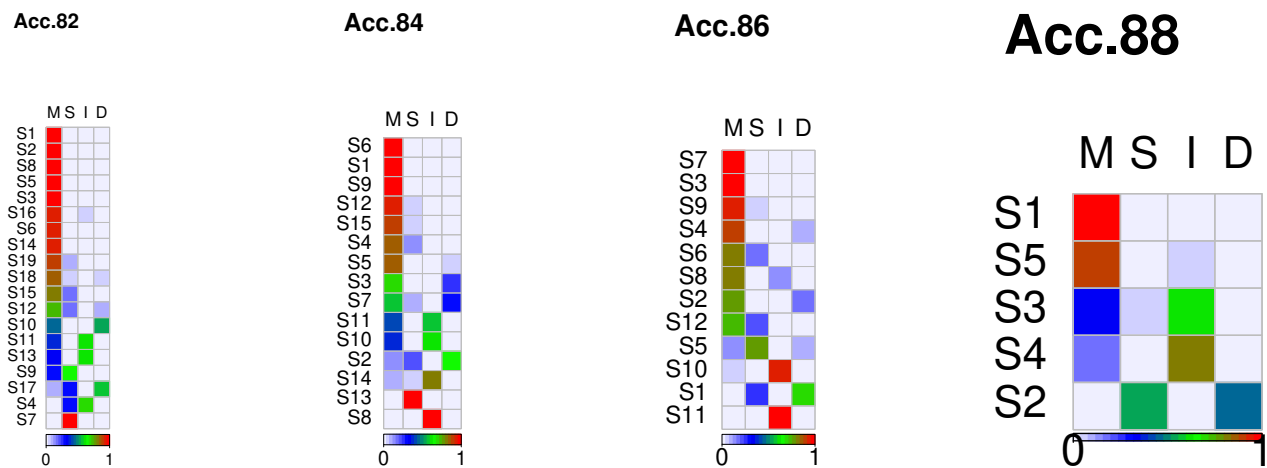 Acc.82
M S I D
S1
S2
S8
S5
S3
S16
S6
S14
S19
S18
S15
S12
S10
S11
S13
S9
S17
S4
S7
0 1
Acc.84
M S I D
S6
S1
S9
S12
S15
S4
S5
S3
S7
S11
S10
S2
S14
S13
S8
0 1
Acc.86
M S I D
S7
S3
S9
S4
S6
S8
S2
S12
S5
S10
S1
S11
0 1
Acc.88
M S I D
S1
S5
S3
S4
S2
0 1